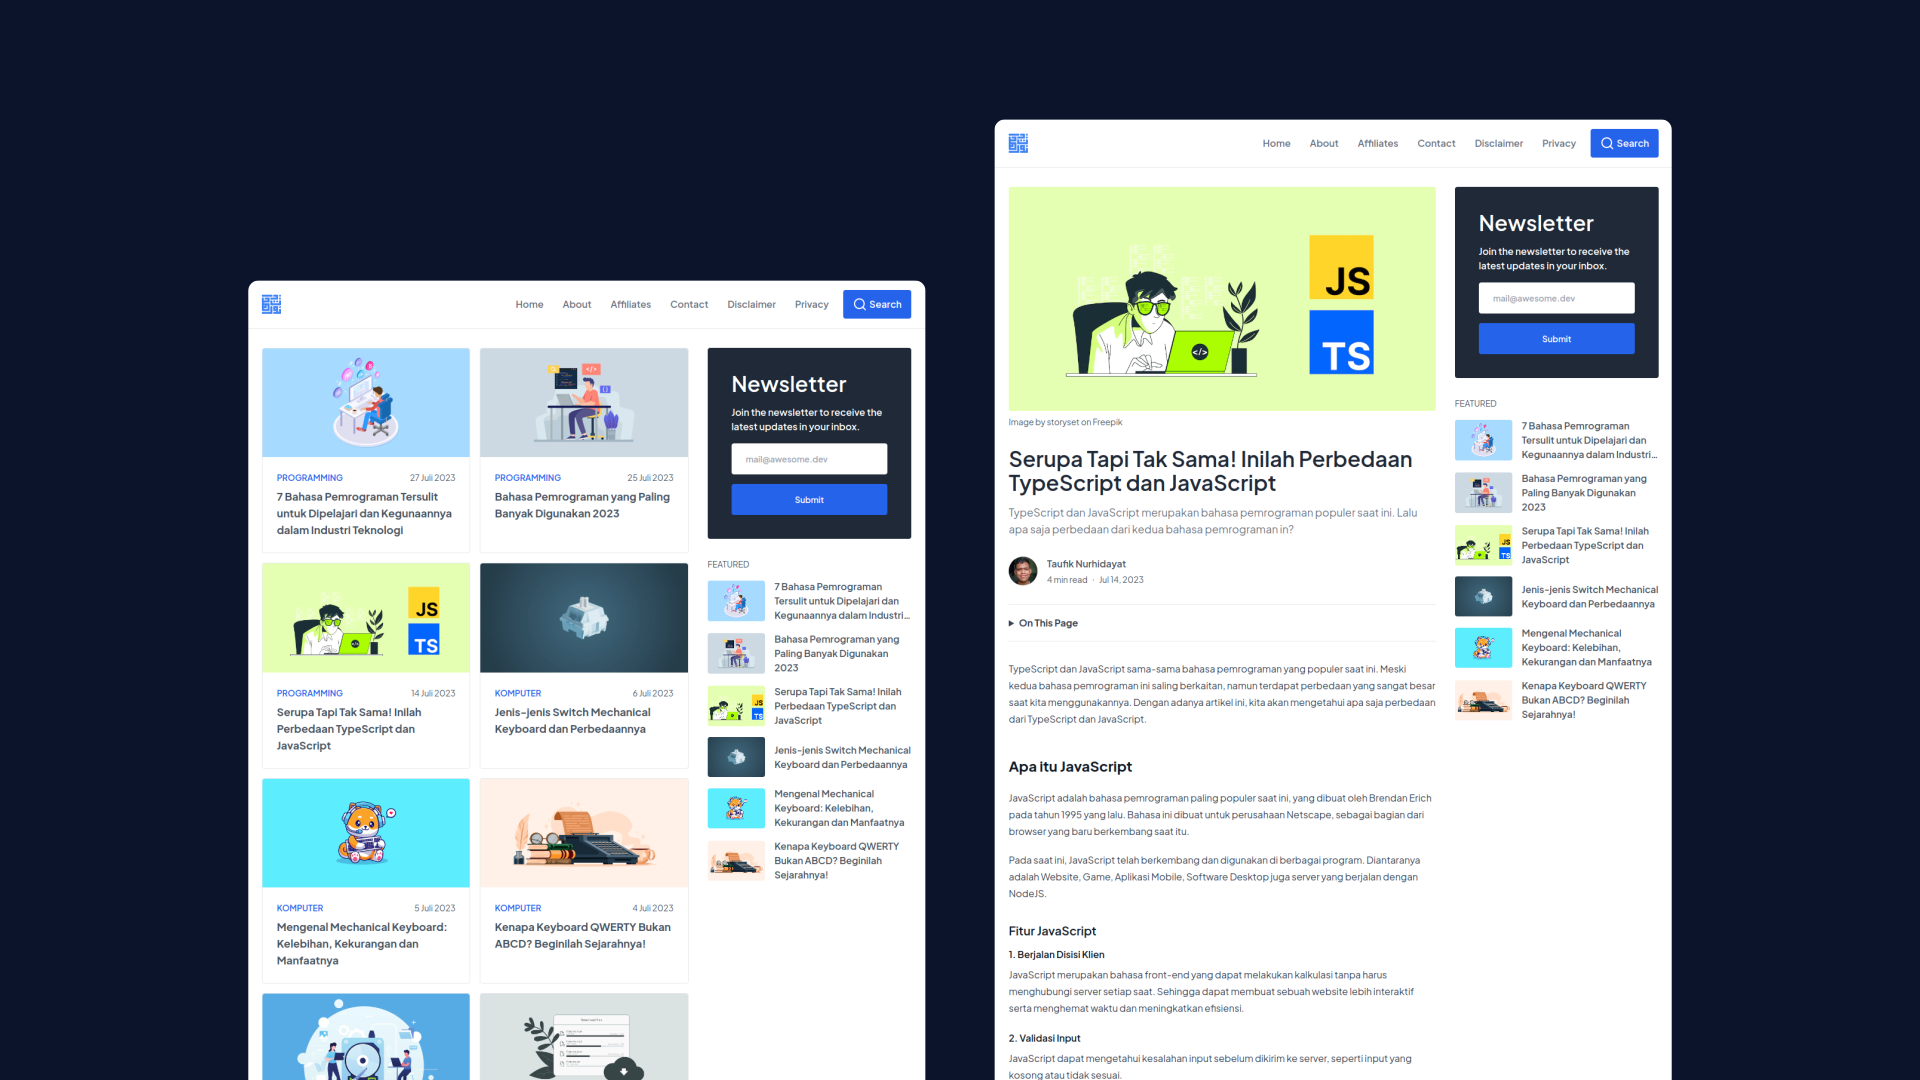 Home About Affiliates Contact Disclaimer Privacy Search
PROGRAMMING 27 Juli 2023
7 Bahasa Pemrograman Tersulit
untuk Dipelajari dan Kegunaannya
dalam Industri Teknologi
PROGRAMMING 25 Juli 2023
Bahasa Pemrograman yang Paling
Banyak Digunakan 2023
JS
TS
PROGRAMMING 14 Juli 2023
Serupa Tapi Tak Sama! Inilah
Perbedaan TypeScript dan
JavaScript
KOMPUTER 6 Juli 2023
Jenis-jenis Switch Mechanical
Keyboard dan Perbedaannya
KOMPUTER 5 Juli 2023
Mengenal Mechanical Keyboard:
Kelebihan, Kekurangan dan
Manfaatnya
KOMPUTER 4 Juli 2023
Kenapa Keyboard QWERTY Bukan
ABCD? Beginilah Sejarahnya!
Newsletter
Join the newsletter to receive the
latest updates in your inbox.
mail@awesome.dev
Submit
FEATURED
7 Bahasa Pemrograman
Tersulit untuk Dipelajari dan
Kegunaannya dalam Industri...
Bahasa Pemrograman yang
Paling Banyak Digunakan
2023
JS
TS
Serupa Tapi Tak Sama! Inilah
Perbedaan TypeScript dan
JavaScript
Jenis-jenis Switch Mechanical
Keyboard dan Perbedaannya
Mengenal Mechanical
Keyboard: Kelebihan,
Kekurangan dan Manfaatnya
Kenapa Keyboard QWERTY
Bukan ABCD? Beginilah
Sejarahnya!
Home About Affiliates Contact Disclaimer Privacy Search
JS
TS
</>
Image by storyset on Freepik
Serupa Tapi Tak Sama! Inilah Perbedaan
TypeScript dan JavaScript
TypeScript dan JavaScript merupakan bahasa pemrograman populer saat ini. Lalu
apa saja perbedaan dari kedua bahasa pemrograman in?
Taufik Nurhidayat
4 min read · Jul 14, 2023
On This Page
TypeScript dan JavaScript sama-sama bahasa pemrograman yang populer saat ini. Meski
kedua bahasa pemrograman ini saling berkaitan, namun terdapat perbedaan yang sangat besar
saat kita menggunakannya. Dengan adanya artikel ini, kita akan mengetahui apa saja perbedaan
dari TypeScript dan JavaScript.
Apa itu JavaScript
JavaScript adalah bahasa pemrograman paling populer saat ini, yang dibuat oleh Brendan Erich
pada tahun 1995 yang lalu. Bahasa ini dibuat untuk perusahaan Netscape, sebagai bagian dari
browser yang baru berkembang saat itu.
Pada saat ini, JavaScript telah berkembang dan digunakan di berbagai program. Diantaranya
adalah Website, Game, Aplikasi Mobile, Software Desktop juga server yang berjalan dengan
NodeJS.
Fitur JavaScript
1. Berjalan Disisi Klien
JavaScript merupakan bahasa front-end yang dapat melakukan kalkulasi tanpa harus
menghubungi server setiap saat. Sehingga dapat membuat sebuah website lebih interaktif
serta menghemat waktu dan meningkatkan efisiensi.
2. Validasi Input
JavaScript dapat mengetahui kesalahan input sebelum dikirim ke server, seperti input yang
kosong atau tidak sesuai.
Newsletter
Join the newsletter to receive the
latest updates in your inbox.
mail@awesome.dev
Submit
FEATURED
7 Bahasa Pemrograman
Tersulit untuk Dipelajari dan
Kegunaannya dalam Industri...
Bahasa Pemrograman yang
Paling Banyak Digunakan
2023
JS
TS
Serupa Tapi Tak Sama! Inilah
Perbedaan TypeScript dan
JavaScript
Jenis-jenis Switch Mechanical
Keyboard dan Perbedaannya
Mengenal Mechanical
Keyboard: Kelebihan,
Kekurangan dan Manfaatnya
Kenapa Keyboard QWERTY
Bukan ABCD? Beginilah
Sejarahnya!